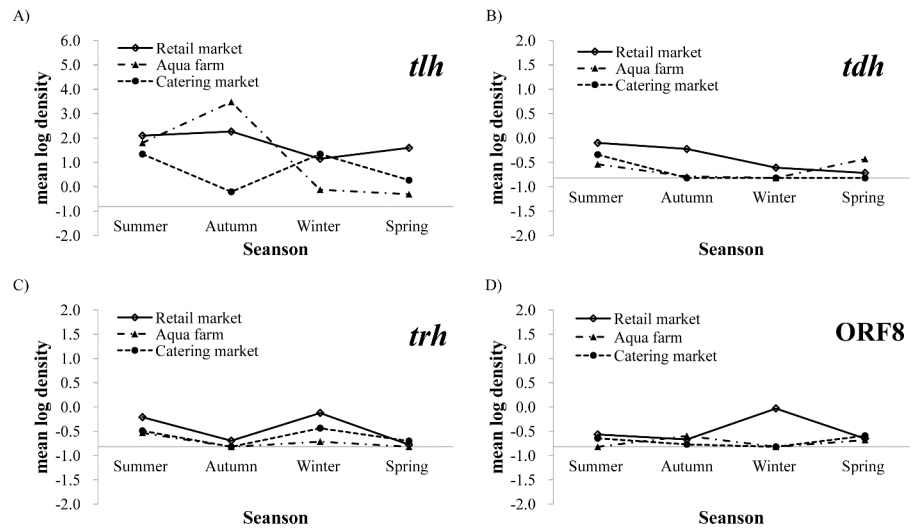 A)
6.0
5.0
4.0
3.0
2.0
1.0
0.0
-1.0
-2.0
mean log density
Retail market
Aqua farm
Catering market
tlh
Summer Autumn Winter Spring
Seanson
B)
2.0
1.5
1.0
0.5
0.0
-0.5
-1.0
-1.5
-2.0
mean log density
Retail market
Aqua farm
Catering market
tdh
Summer Autumn Winter Spring
Seanson
C)
2.0
1.5
1.0
0.5
0.0
-0.5
-1.0
-1.5
-2.0
mean log density
Retail market
Aqua farm
Catering market
trh
Summer Autumn Winter Spring
Seanson
D)
2.0
1.5
1.0
0.5
0.0
-0.5
-1.0
-1.5
-2.0
mean log density
Retail market
Aqua farm
Catering market
ORF8
Summer Autumn Winter Spring
Seanson